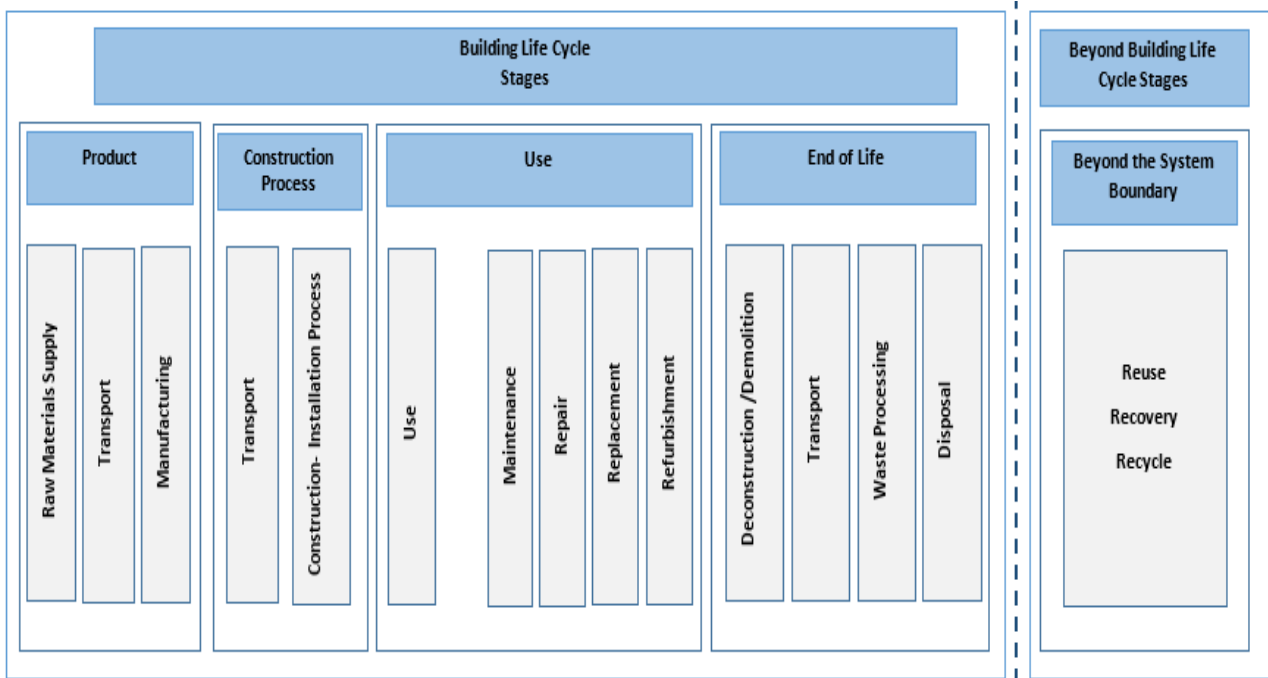 Building Life Cycle
Stages
Beyond Building Life
Cycle Stages
Product
Construction
Process
Use
End of Life
Beyond the System
Boundary
Raw Materials Supply
Transport
Manufacturing
Transport
Construction- Installation Process
Use
Maintenance
Repair
Replacement
Refurbishment
Deconstruction /Demolition
Transport
Waste Processing
Disposal
Reuse
Recovery
Recycle